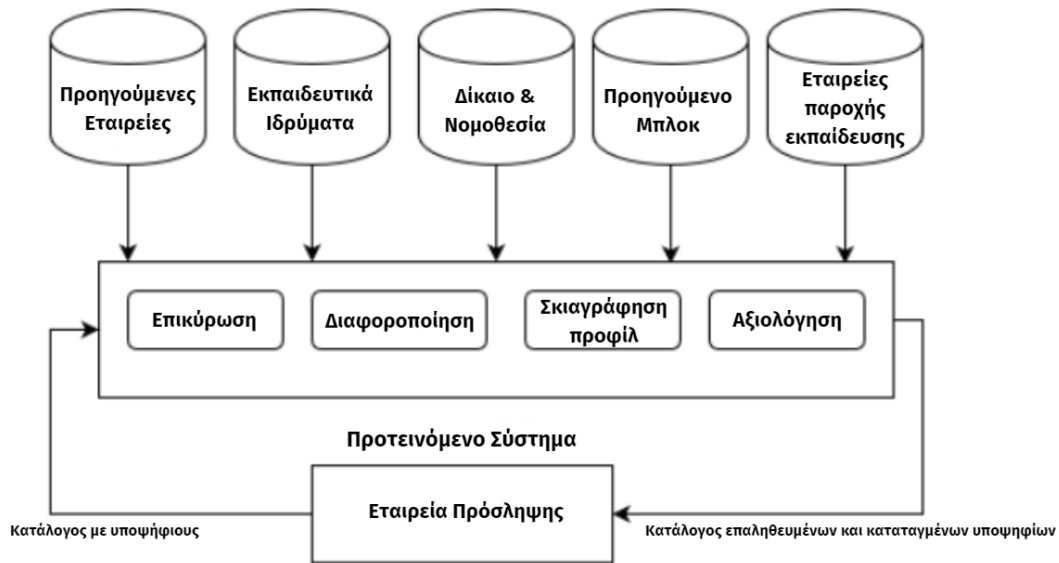 Προηγούμενες
Εταιρείες
Εκπαιδευτικά
Ιδρύματα
Δίκαιο &
Νομοθεσία
Προηγούμενο
Μπλοκ
Εταιρείες
παροχής
εκπαίδευσης
Επικύρωση
Διαφοροποίηση
Σκιαγράφηση
προφίλ
Αξιολόγηση
Προτεινόμενο Σύστημα
Εταιρεία Πρόσληψης
Κατάλογος με υποψήφιους
Κατάλογος επαληθευμένων και καταταγμένων υποψηφίων